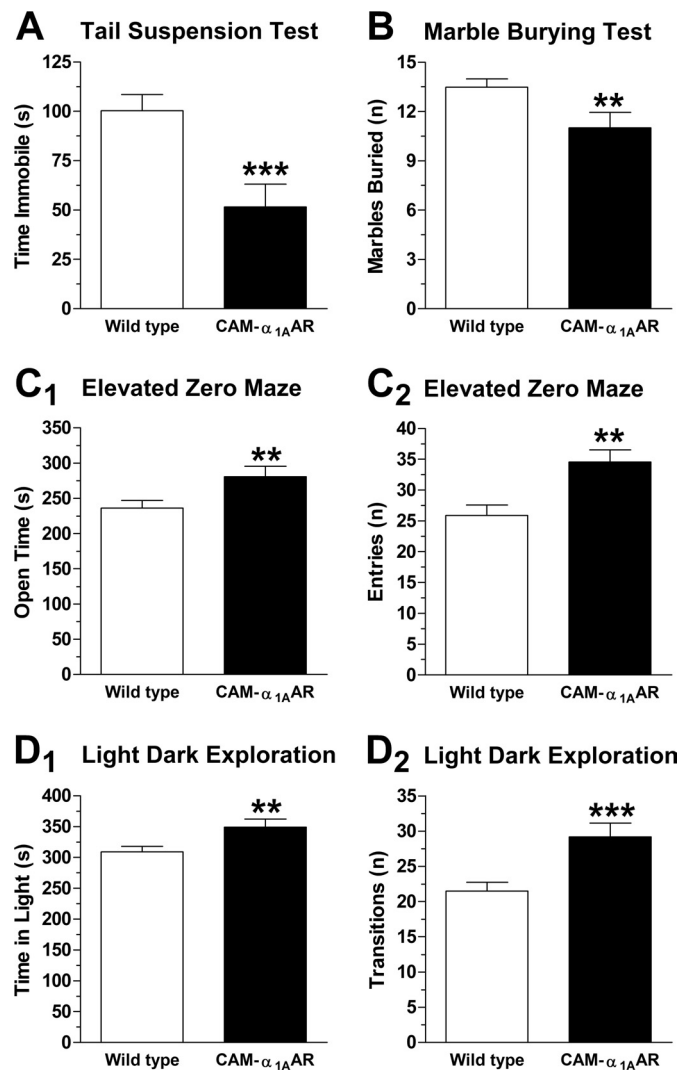 A Tail Suspension Test
Time Immobile (s)
125
100
75
50
25
0
***
Wild type
CAM-α1AAR
B Marble Burying Test
Marbles Buried (n)
15
12
9
6
3
0
**
Wild type
CAM-α1AAR
C1 Elevated Zero Maze
Open Time (s)
350
300
250
200
150
100
50
0
**
Wild type
CAM-α1AAR
C2 Elevated Zero Maze
Entries (n)
40
35
30
25
20
15
10
5
0
**
Wild type
CAM-α1AAR
D1 Light Dark Exploration
Time in Light (s)
400
350
300
250
200
150
100
50
0
**
Wild type
CAM-α1AAR
D2 Light Dark Exploration
Transitions (n)
35
30
25
20
15
10
5
0
***
Wild type
CAM-α1AAR